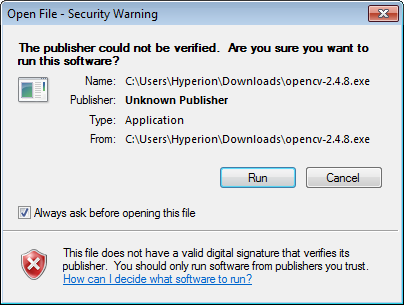 Open File - Security Warning
The publisher could not be verified.  Are you sure you want to
run this software?
Name: C:\Users\Hyperion\Downloads\opencv-2.4.8.exe
Publisher: Unknown Publisher
Type: Application
From: C:\Users\Hyperion\Downloads\opencv-2.4.8.exe
Run Cancel
Always ask before opening this file
This file does not have a valid digital signature that verifies its
publisher.  You should only run software from publishers you trust.
How can I decide what software to run?